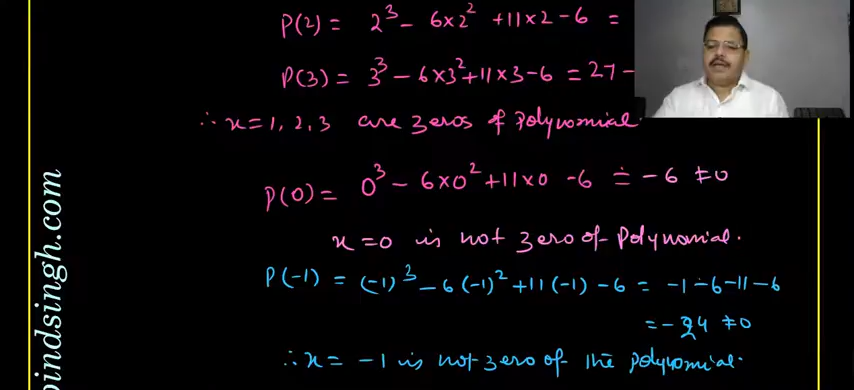 P(2) = 2³ - 6×2² + 11×2 - 6 =
P(3) = 3³ - 6×3² + 11×3 - 6 = 27 -
∴ x = 1, 2, 3 are zeros of polynomial.
P(0) = 0³ - 6×0² + 11×0 - 6 = -6 ≠ 0
x = 0 is not zero of polynomial.
P(-1) = (-1)³ - 6(-1)² + 11(-1) - 6 = -1 - 6 - 11 - 6
= -24 ≠ 0
∴ x = -1 is not zero of the polynomial.
bindsingh.com